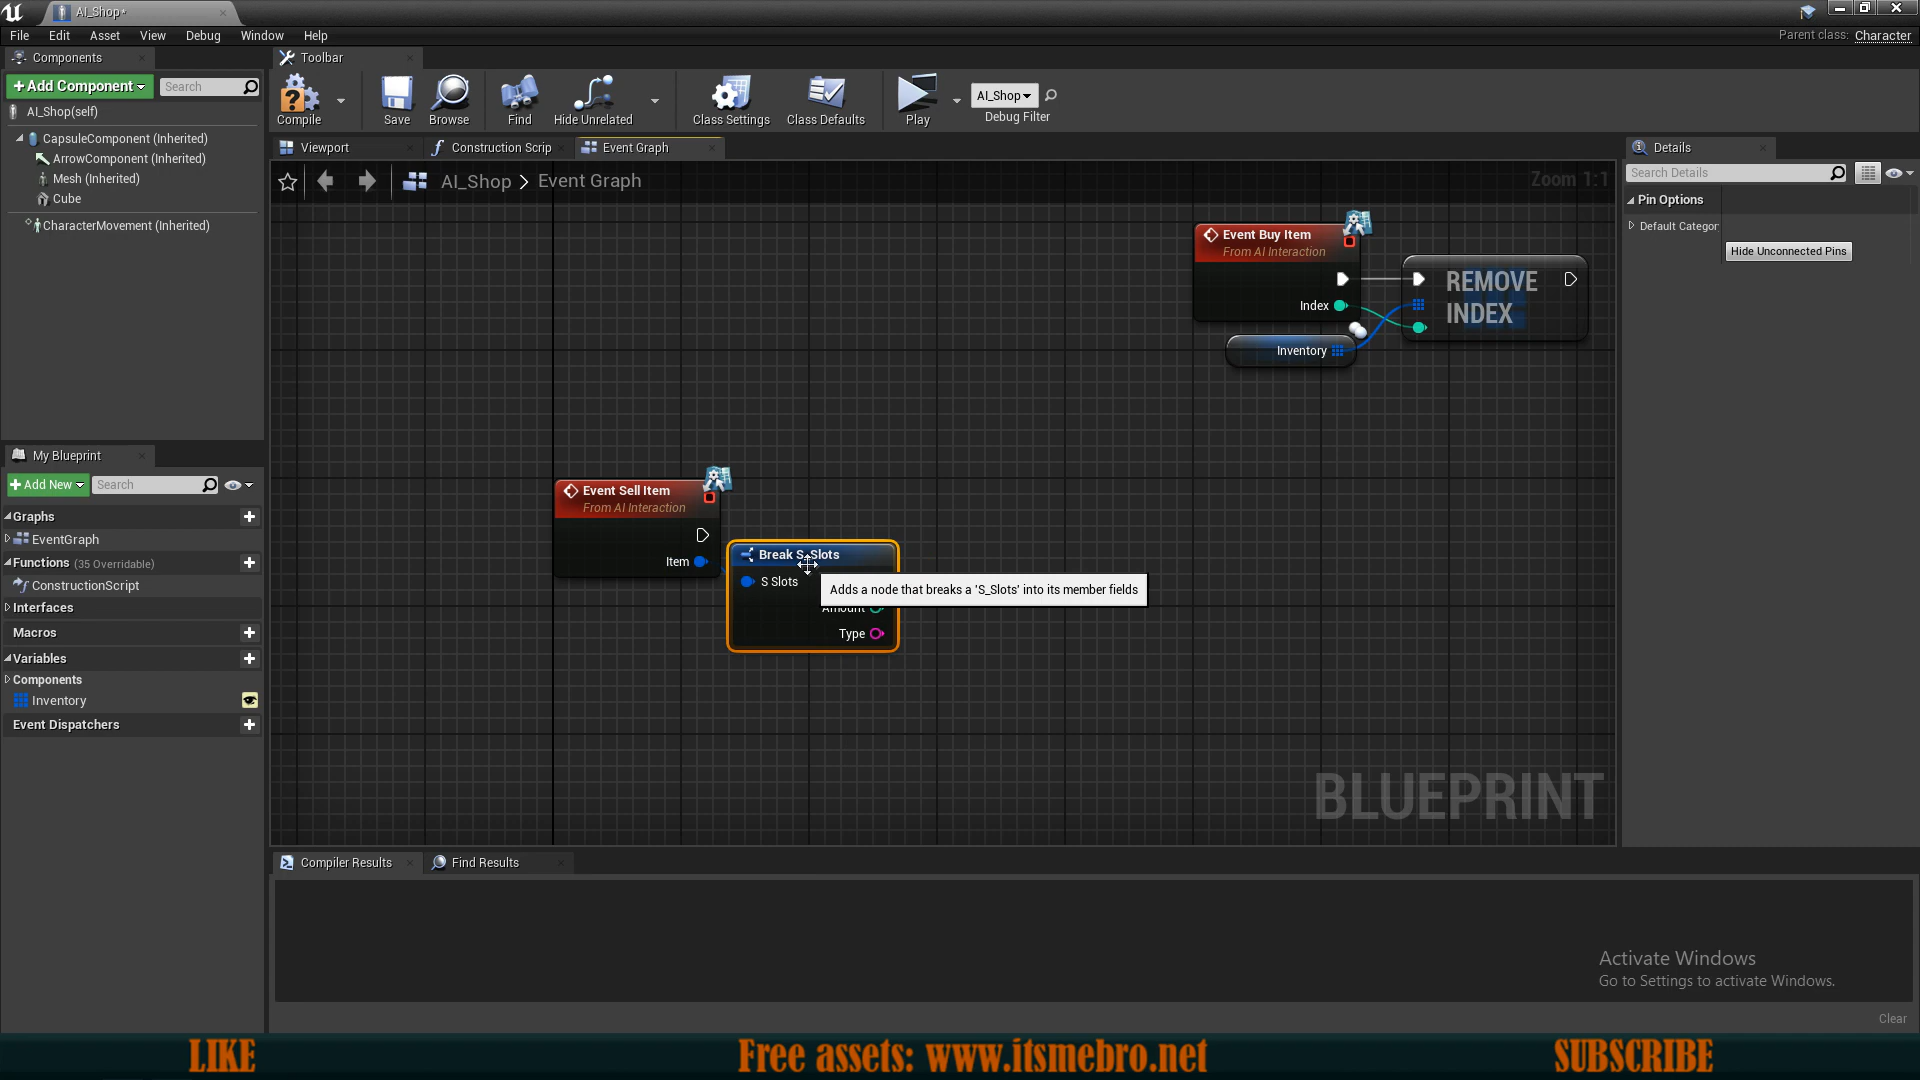 AI_Shop*
File Edit Asset View Debug Window Help
Parent class: Character
Components
Toolbar
+Add Component
Search
AI_Shop(self)
CapsuleComponent (Inherited)
ArrowComponent (Inherited)
Mesh (Inherited)
Cube
CharacterMovement (Inherited)
Compile
Save
Browse
Find
Hide Unrelated
Class Settings
Class Defaults
Play
AI_Shop
Debug Filter
Viewport
Construction Scrip
Event Graph
AI_Shop > Event Graph
Zoom 1:1
Event Buy Item
From AI Interaction
Index
Inventory
REMOVE
INDEX
Event Sell Item
From AI Interaction
Item
Break S_Slots
S Slots
Adds a node that breaks a 'S_Slots' into its member fields
Type
BLUEPRINT
Details
Search Details
Pin Options
Default Categor
Hide Unconnected Pins
My Blueprint
+Add New
Search
Graphs
EventGraph
Functions (35 Overridable)
ConstructionScript
Interfaces
Macros
Variables
Components
Inventory
Event Dispatchers
Compiler Results
Find Results
Activate Windows
Go to Settings to activate Windows.
Clear
LIKE
Free assets: www.itsmebro.net
SUBSCRIBE